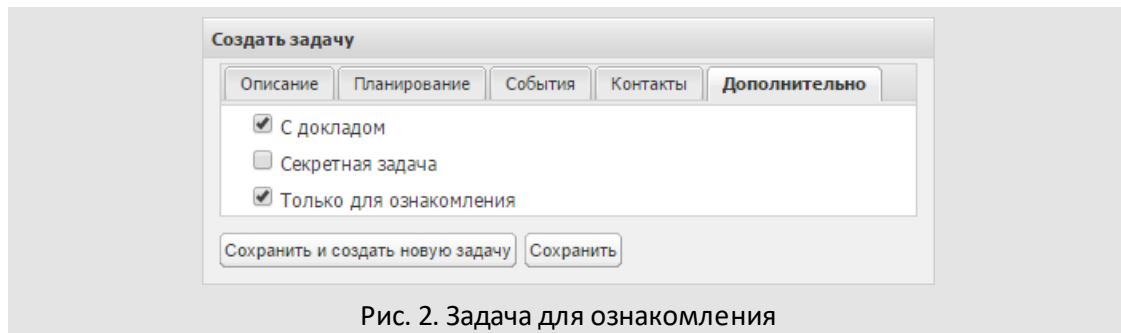 Создать задачу
Описание Планирование События Контакты Дополнительно
С докладом
Секретная задача
Только для ознакомления
Сохранить и создать новую задачу Сохранить
Рис. 2. Задача для ознакомления